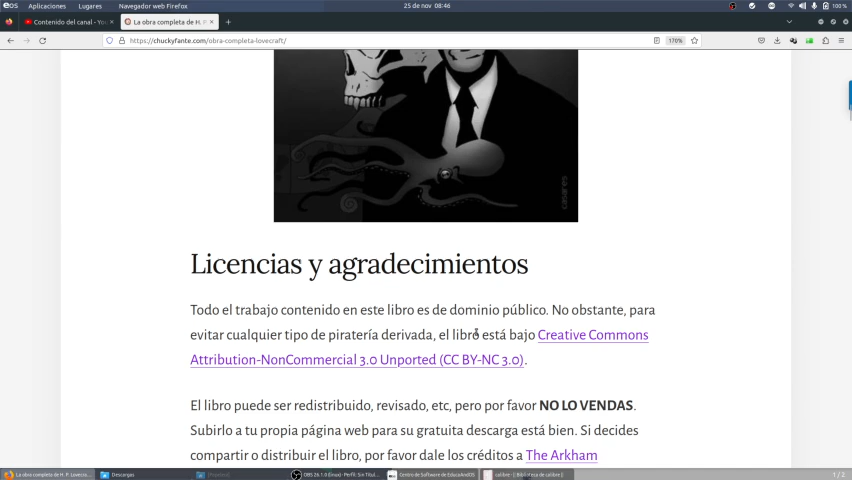 eos Aplicaciones Lugares Navegador web Firefox 25 de nov 08:46 100 %
Contenido del canal - You
La obra completa de H. P
https://chuckyfante.com/obra-completa-lovecraft/ 170%
casares
Licencias y agradecimientos
Todo el trabajo contenido en este libro es de dominio público. No obstante, para
evitar cualquier tipo de piratería derivada, el libro está bajo Creative Commons
Attribution-NonCommercial 3.0 Unported (CC BY-NC 3.0).
El libro puede ser redistribuido, revisado, etc, pero por favor NO LO VENDAS.
Subirlo a tu propia página web para su gratuita descarga está bien. Si decides
compartir o distribuir el libro, por favor dale los créditos a The Arkham
La obra completa de H. P. Lovecr... Descargas OBS 26.1.0 (linux) - Perfil: Sin Títul... Centro de Software de EducaAndOS calibre - || Biblioteca de calibre || 1 / 2